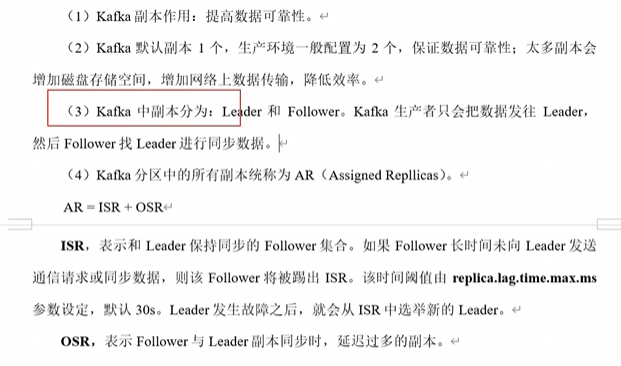 （1）Kafka 副本作用：提高数据可靠性。
（2）Kafka 默认副本 1 个，生产环境一般配置为 2 个，保证数据可靠性；太多副本会
增加磁盘存储空间，增加网络上数据传输，降低效率。
（3）Kafka 中副本分为：Leader 和 Follower。Kafka 生产者只会把数据发往 Leader，
然后 Follower 找 Leader 进行同步数据。
（4）Kafka 分区中的所有副本统称为 AR（Assigned Repllicas）。
AR = ISR + OSR
ISR，表示和 Leader 保持同步的 Follower 集合。如果 Follower 长时间未向 Leader 发送
通信请求或同步数据，则该 Follower 将被踢出 ISR。该时间阈值由 replica.lag.time.max.ms
参数设定，默认 30s。Leader 发生故障之后，就会从 ISR 中选举新的 Leader。
OSR，表示 Follower 与 Leader 副本同步时，延迟过多的副本。